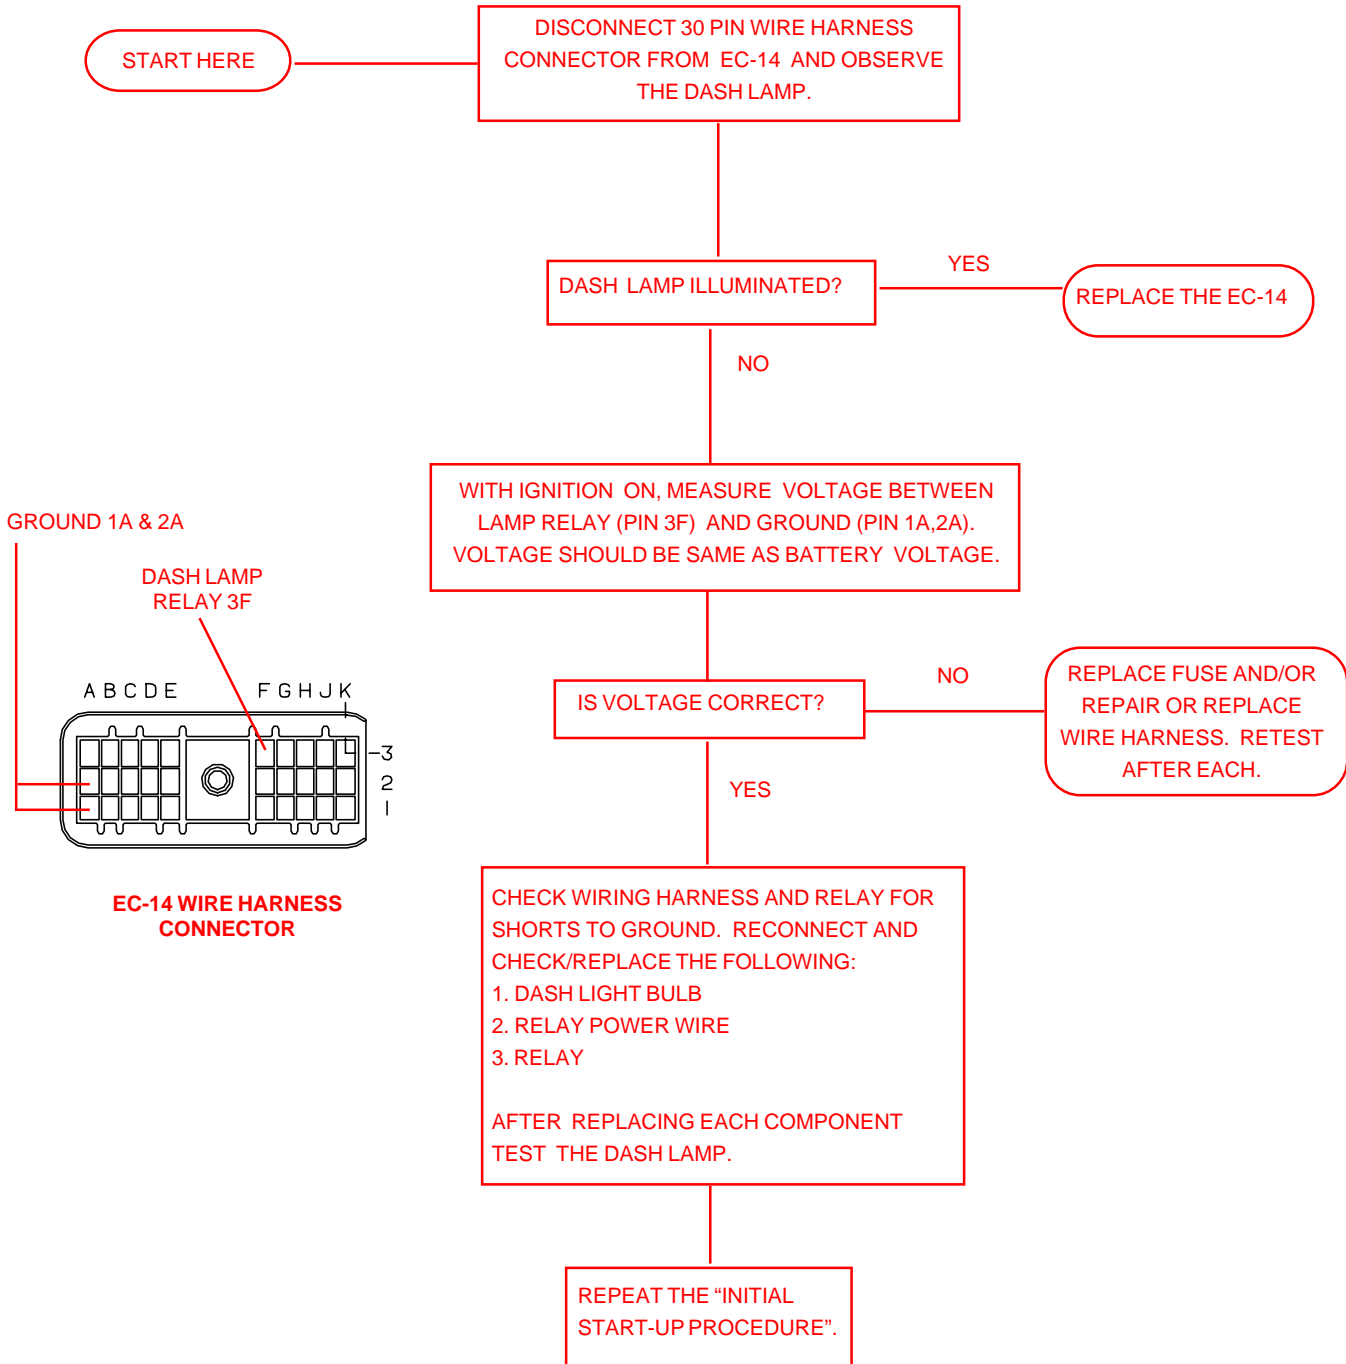 START HERE
DISCONNECT 30 PIN WIRE HARNESS
CONNECTOR FROM EC-14 AND OBSERVE
THE DASH LAMP.
DASH LAMP ILLUMINATED?
YES
REPLACE THE EC-14
NO
WITH IGNITION ON, MEASURE VOLTAGE BETWEEN
LAMP RELAY (PIN 3F) AND GROUND (PIN 1A,2A).
VOLTAGE SHOULD BE SAME AS BATTERY VOLTAGE.
GROUND 1A & 2A
DASH LAMP
RELAY 3F
A B C D E F G H J K
3
2
1
EC-14 WIRE HARNESS
CONNECTOR
IS VOLTAGE CORRECT?
NO
REPLACE FUSE AND/OR
REPAIR OR REPLACE
WIRE HARNESS. RETEST
AFTER EACH.
YES
CHECK WIRING HARNESS AND RELAY FOR
SHORTS TO GROUND. RECONNECT AND
CHECK/REPLACE THE FOLLOWING:
1. DASH LIGHT BULB
2. RELAY POWER WIRE
3. RELAY
AFTER REPLACING EACH COMPONENT
TEST THE DASH LAMP.
REPEAT THE “INITIAL
START-UP PROCEDURE”.